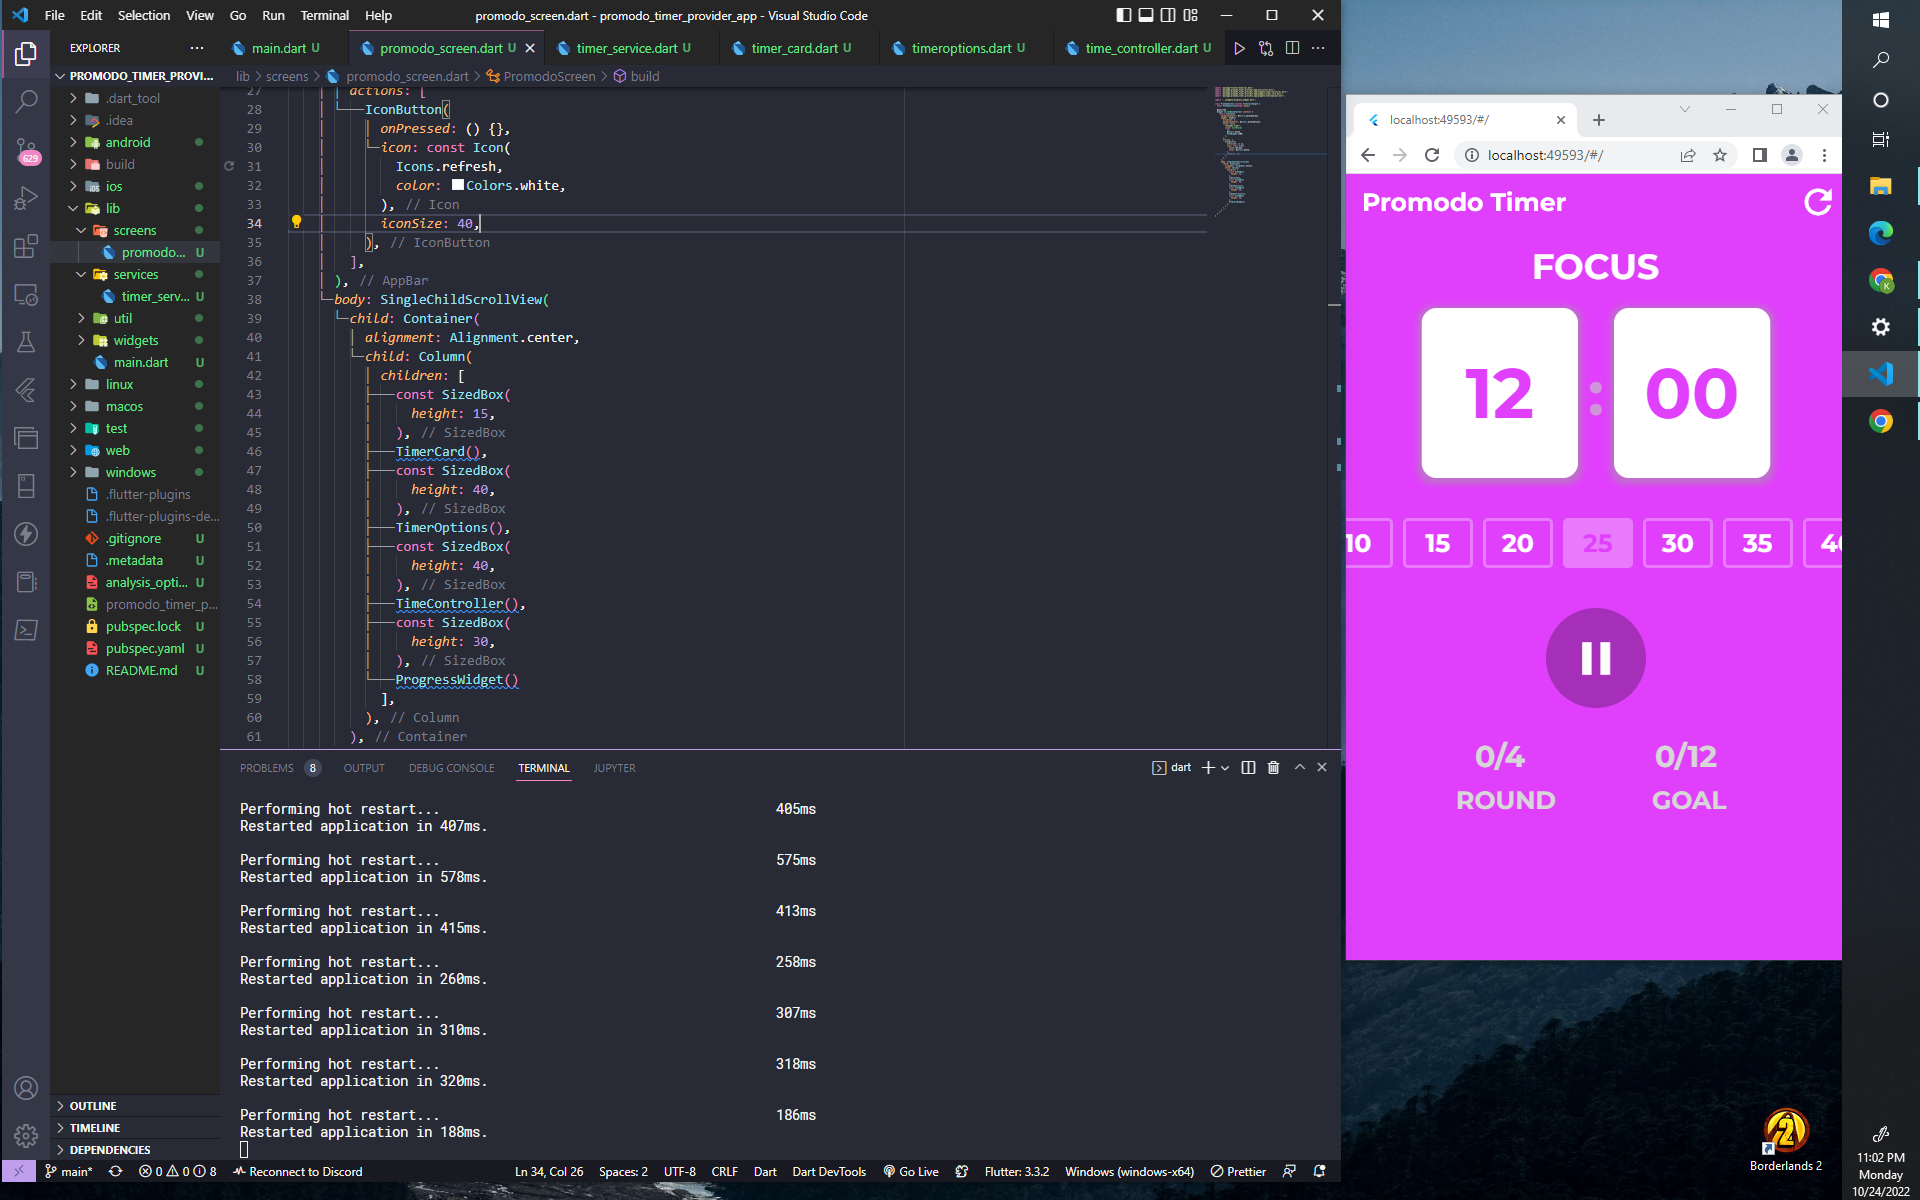 File Edit Selection View Go Run Terminal Help
promodo_screen.dart - promodo_timer_provider_app - Visual Studio Code
EXPLORER
main.dart U
promodo_screen.dart U
timer_service.dart U
timer_card.dart U
timeroptions.dart U
time_controller.dart U
PROMODO_TIMER_PROVI...
.dart_tool
.idea
android
build
ios
lib
screens
promodo... U
services
timer_serv... U
util
widgets
main.dart U
linux
macos
test
web
windows
.flutter-plugins
.flutter-plugins-de...
.gitignore U
.metadata U
analysis_opti... U
promodo_timer_p...
pubspec.lock U
pubspec.yaml U
README.md U
OUTLINE
TIMELINE
DEPENDENCIES
629
lib > screens > promodo_screen.dart > PromodoScreen > build
27 actions: [
28 IconButton(
29 onPressed: () {},
30 icon: const Icon(
31 Icons.refresh,
32 color: Colors.white,
33 ), // Icon
34 iconSize: 40,
35 ), // IconButton
36 ],
37 ), // AppBar
38 body: SingleChildScrollView(
39 child: Container(
40 alignment: Alignment.center,
41 child: Column(
42 children: [
43 const SizedBox(
44 height: 15,
45 ), // SizedBox
46 TimerCard(),
47 const SizedBox(
48 height: 40,
49 ), // SizedBox
50 TimerOptions(),
51 const SizedBox(
52 height: 40,
53 ), // SizedBox
54 TimeController(),
55 const SizedBox(
56 height: 30,
57 ), // SizedBox
58 ProgressWidget()
59 ],
60 ), // Column
61 ), // Container
PROBLEMS 8 OUTPUT DEBUG CONSOLE TERMINAL JUPYTER
dart
Performing hot restart... 405ms
Restarted application in 407ms.
Performing hot restart... 575ms
Restarted application in 578ms.
Performing hot restart... 413ms
Restarted application in 415ms.
Performing hot restart... 258ms
Restarted application in 260ms.
Performing hot restart... 307ms
Restarted application in 310ms.
Performing hot restart... 318ms
Restarted application in 320ms.
Performing hot restart... 186ms
Restarted application in 188ms.
main* 0 0 8 Reconnect to Discord
Ln 34, Col 26 Spaces: 2 UTF-8 CRLF Dart Dart DevTools Go Live Flutter: 3.3.2 Windows (windows-x64) Prettier
localhost:49593/#/
localhost:49593/#/
Promodo Timer
FOCUS
12 : 00
10 15 20 25 30 35 40
0/4 0/12
ROUND GOAL
K
2
Borderlands 2
11:02 PM
Monday
10/24/2022